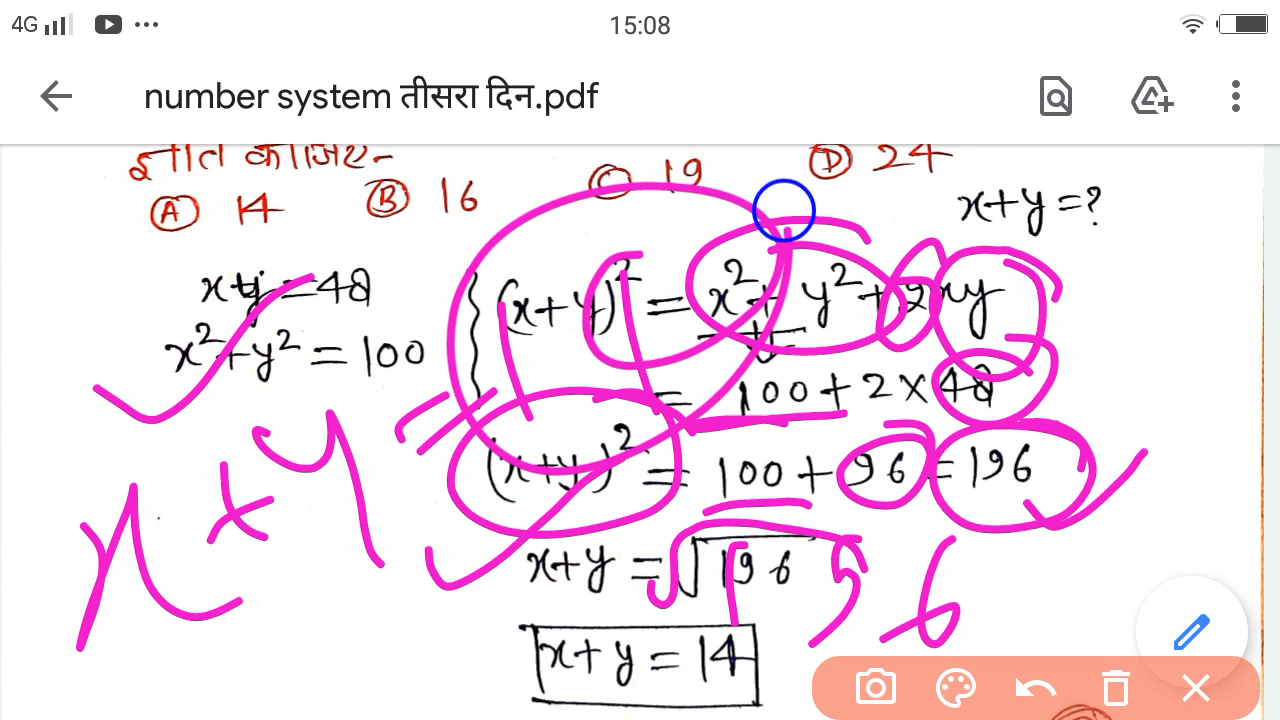 4G 15:08
number system तीसरा दिन.pdf
ज्ञात कीजिए-
(A) 14 (B) 16 (C) 19 (D) 24
x+y=?
xy=48
x²+y²=100
(x+y)² = x²+y²+2xy
= 100+2×48
(x+y)² = 100+96=196
x+y =√196
x+y=14
x+y=
156